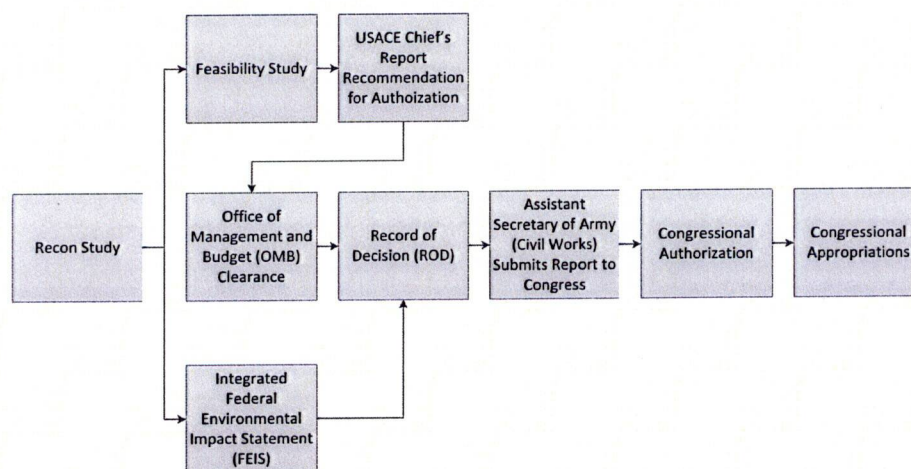 Feasibility Study
USACE Chief's
Report
Recommendation
for Authoization
Recon Study
Office of
Management and
Budget (OMB)
Clearance
Record of
Decision (ROD)
Assistant
Secretary of Army
(Civil Works)
Submits Report to
Congress
Congressional
Authorization
Congressional
Appropriations
Integrated
Federal
Environmental
Impact Statement
(FEIS)